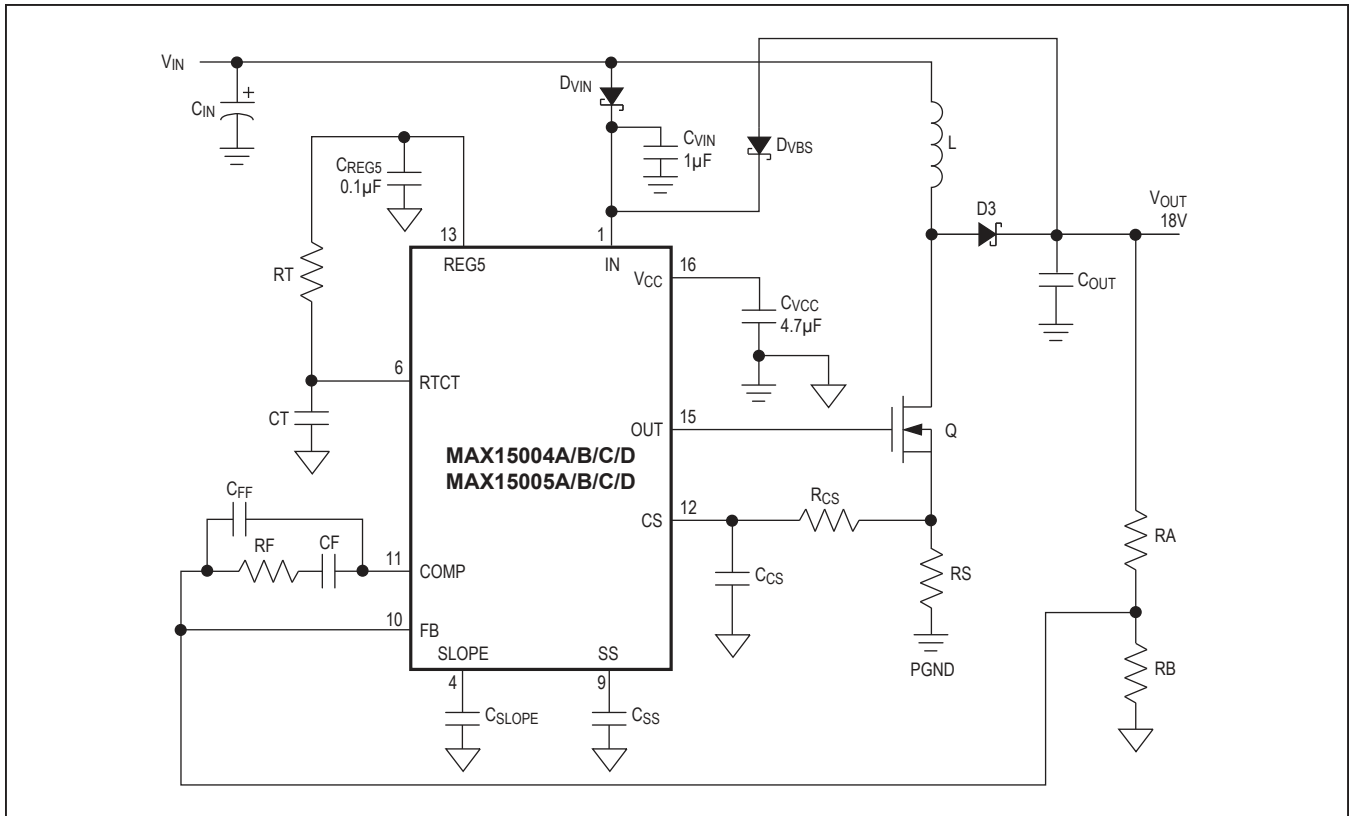 VIN
CIN
+
DVIN
CVIN
1µF
DVBS
L
D3
VOUT
18V
COUT
CREG5
0.1µF
RT
13
REG5
1
IN
16
VCC
CVCC
4.7µF
6
RTCT
CT
15
OUT
Q
MAX15004A/B/C/D
MAX15005A/B/C/D
12
CS
RCS
CCS
RS
PGND
RA
RB
CFF
RF
CF
11
COMP
10
FB
SLOPE
4
CSLOPE
SS
9
CSS